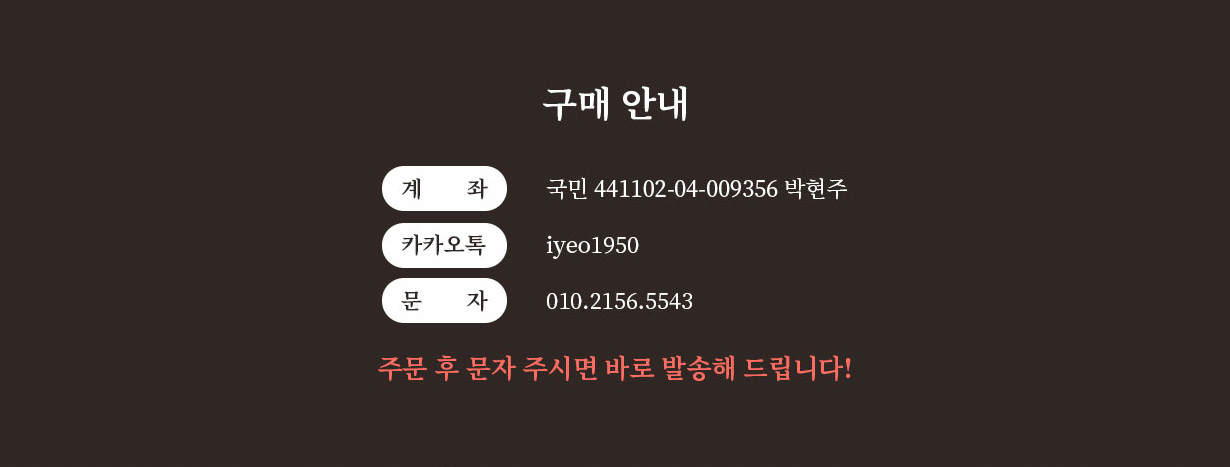 구매 안내
계 좌 국민 441102-04-009356 박현주
카카오톡 iyeo1950
문 자 010.2156.5543
주문 후 문자 주시면 바로 발송해 드립니다!